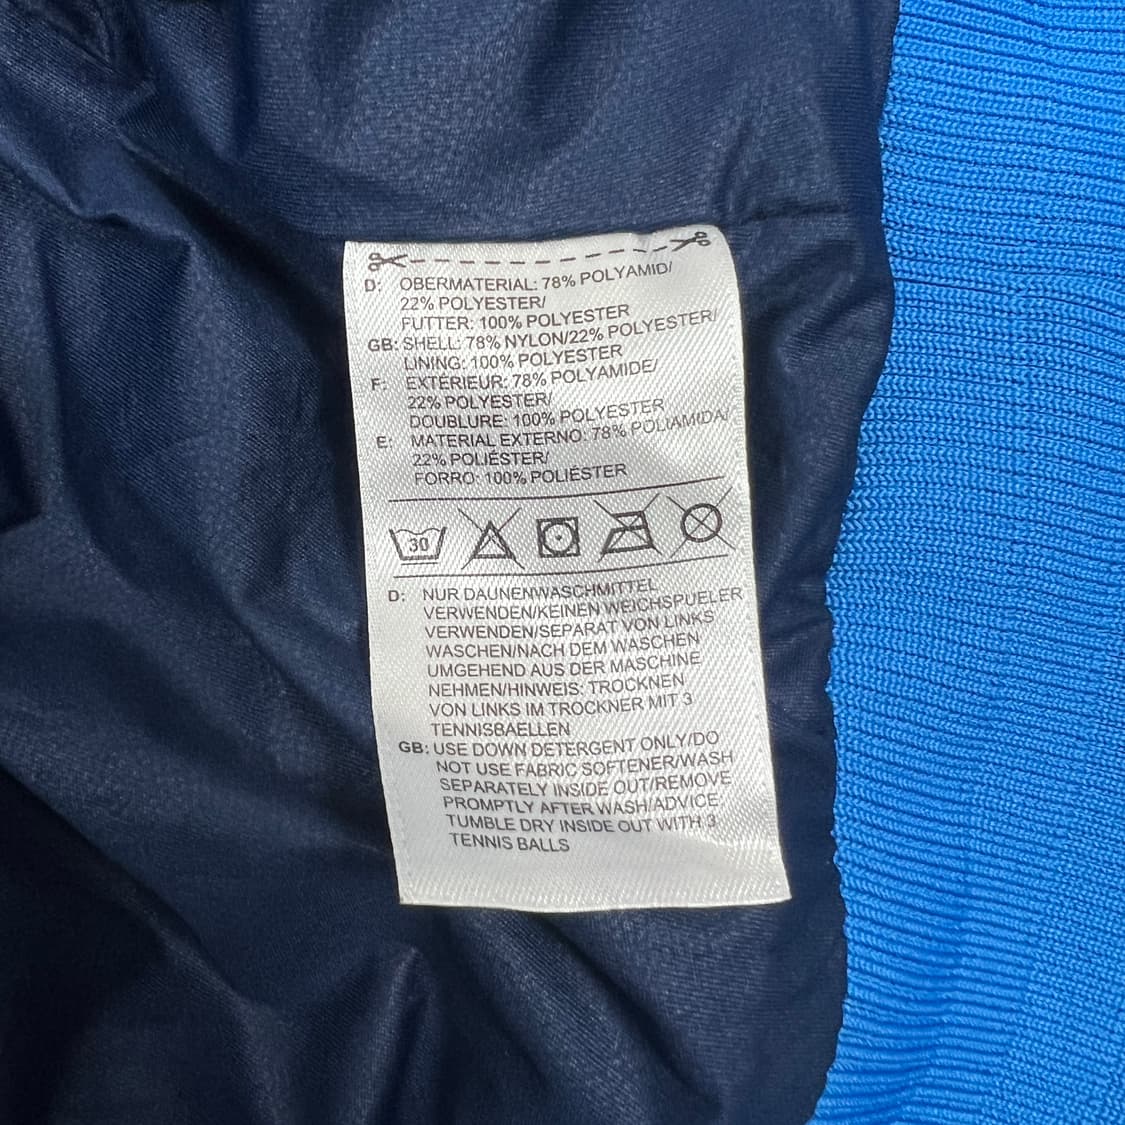 D: OBERMATERIAL: 78% POLYAMID/
22% POLYESTER/
FUTTER: 100% POLYESTER
GB: SHELL: 78% NYLON/22% POLYESTER/
LINING: 100% POLYESTER
F: EXTÉRIEUR: 78% POLYAMIDE/
22% POLYESTER/
DOUBLURE: 100% POLYESTER
E: MATERIAL EXTERNO: 78% POLIAMIDA/
22% POLIÉSTER/
FORRO: 100% POLIÉSTER
30
D: NUR DAUNENWASCHMITTEL
VERWENDEN/KEINEN WEICHSPUELER
VERWENDEN/SEPARAT VON LINKS
WASCHEN/NACH DEM WASCHEN
UMGEHEND AUS DER MASCHINE
NEHMEN/HINWEIS: TROCKNEN
VON LINKS IM TROCKNER MIT 3
TENNISBAELLEN
GB: USE DOWN DETERGENT ONLY/DO
NOT USE FABRIC SOFTENER/WASH
SEPARATELY INSIDE OUT/REMOVE
PROMPTLY AFTER WASH/ADVICE:
TUMBLE DRY INSIDE OUT WITH 3
TENNIS BALLS